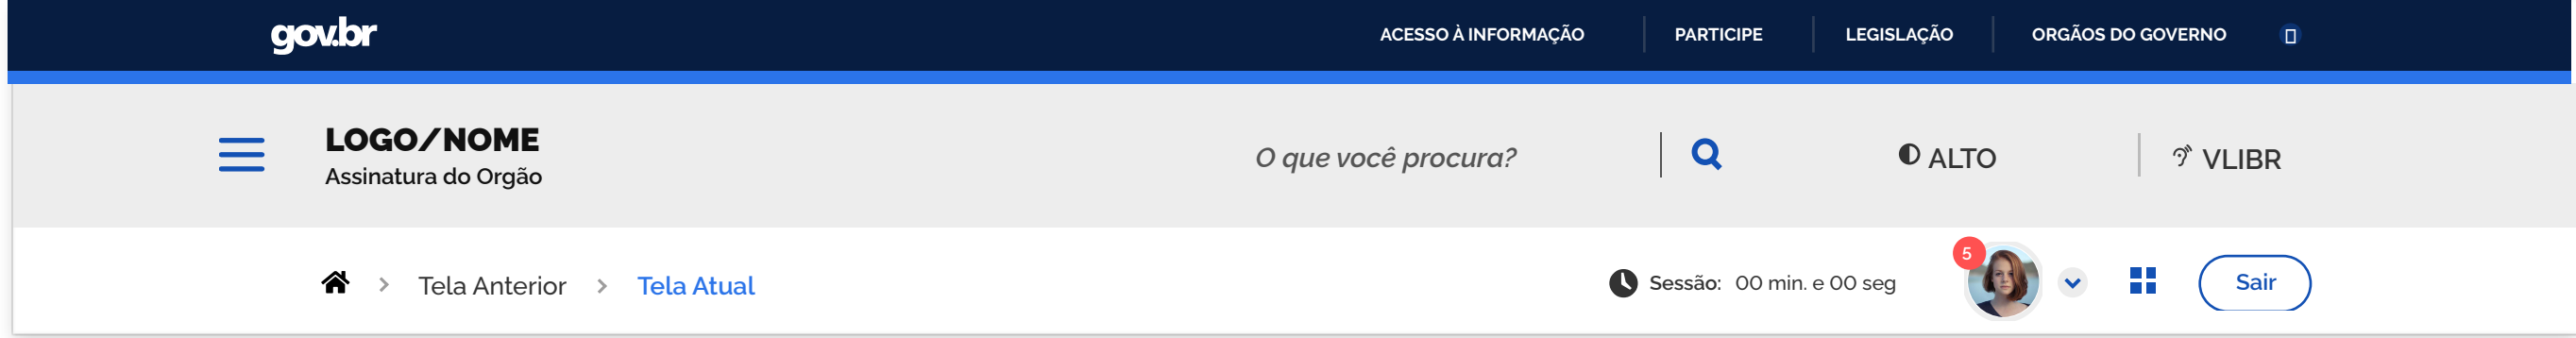 gov.br ACESSO À INFORMAÇÃO PARTICIPE LEGISLAÇÃO ORGÃOS DO GOVERNO
LOGO/NOME
Assinatura do Orgão
O que você procura? ALTO VLIBR
Tela Anterior Tela Atual Sessão: 00 min. e 00 seg 5 Sair